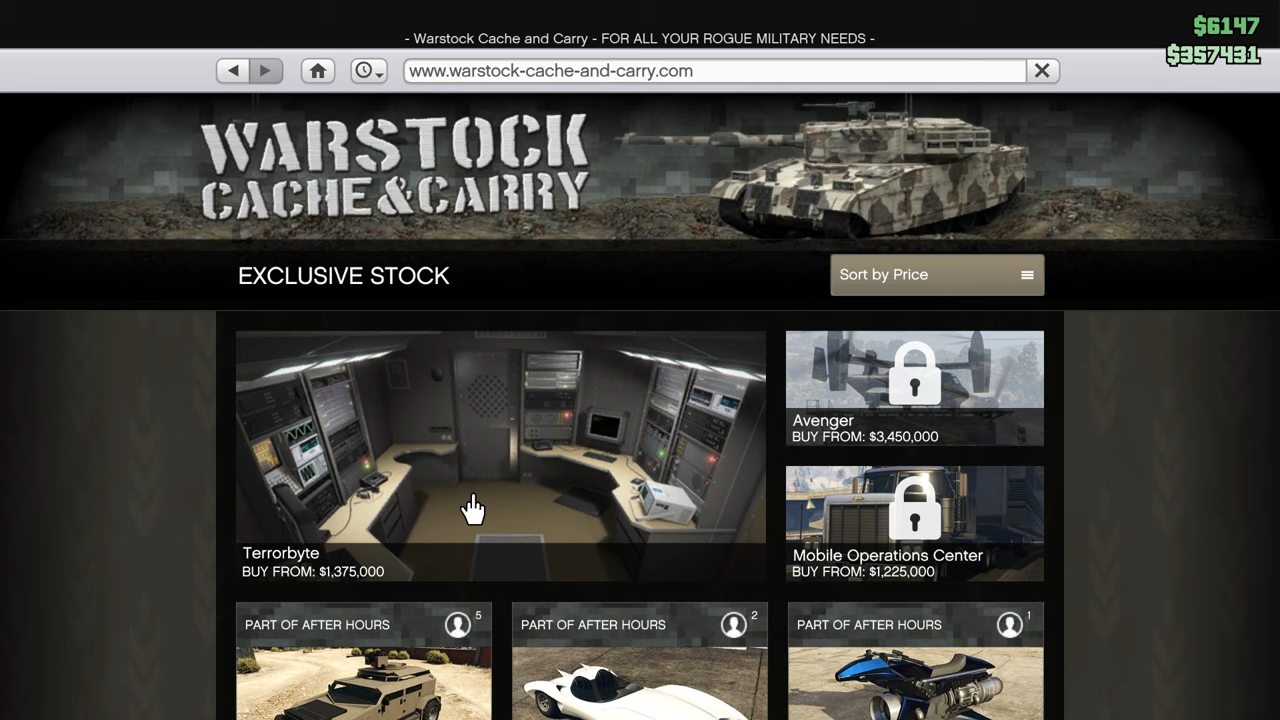 $6147
- Warstock Cache and Carry - FOR ALL YOUR ROGUE MILITARY NEEDS -
$357431
www.warstock-cache-and-carry.com
WARSTOCK
CACHE&CARRY
EXCLUSIVE STOCK
Sort by Price
Avenger
BUY FROM: $3,450,000
Terrorbyte
BUY FROM: $1,375,000
Mobile Operations Center
BUY FROM: $1,225,000
PART OF AFTER HOURS 5
PART OF AFTER HOURS 2
PART OF AFTER HOURS 1